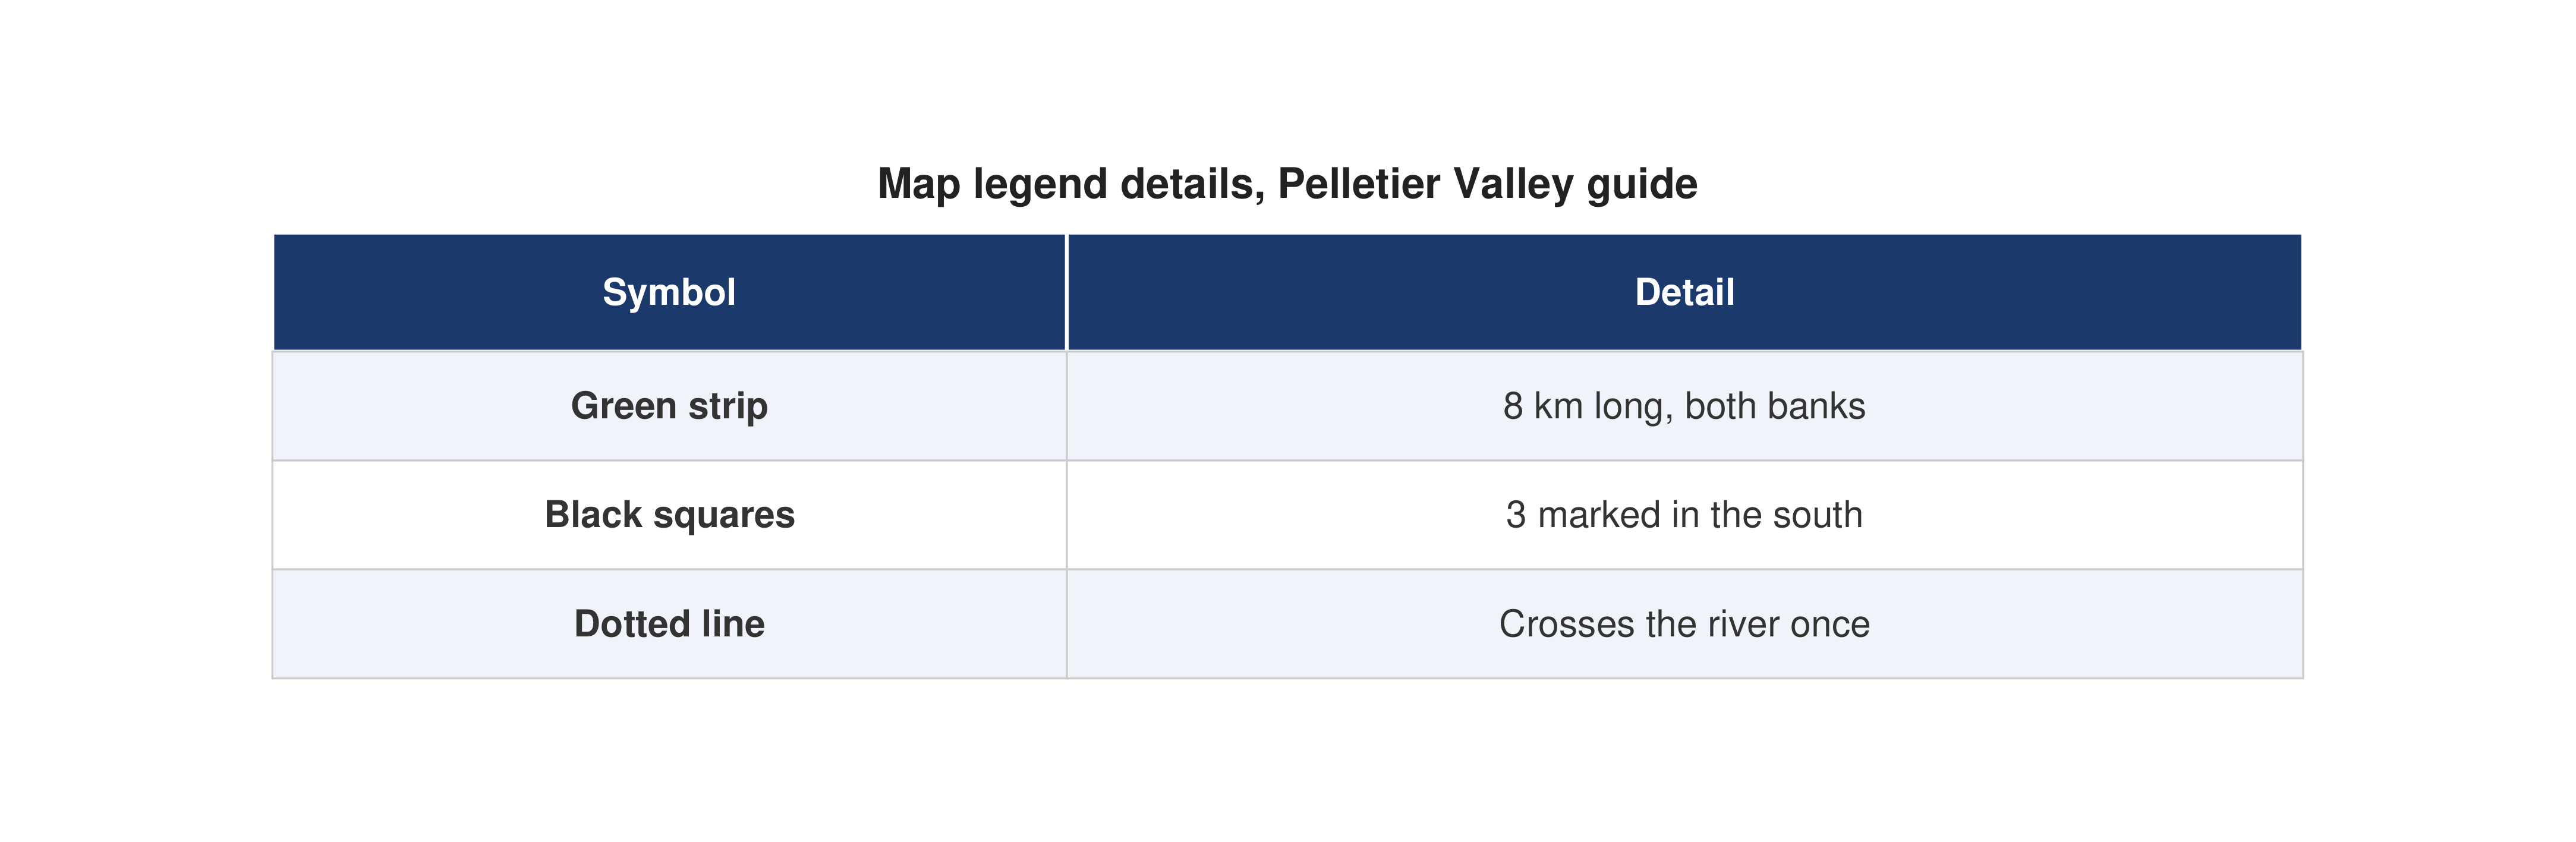 Map legend details, Pelletier Valley guide
Symbol Detail
Green strip 8 km long, both banks
Black squares 3 marked in the south
Dotted line Crosses the river once